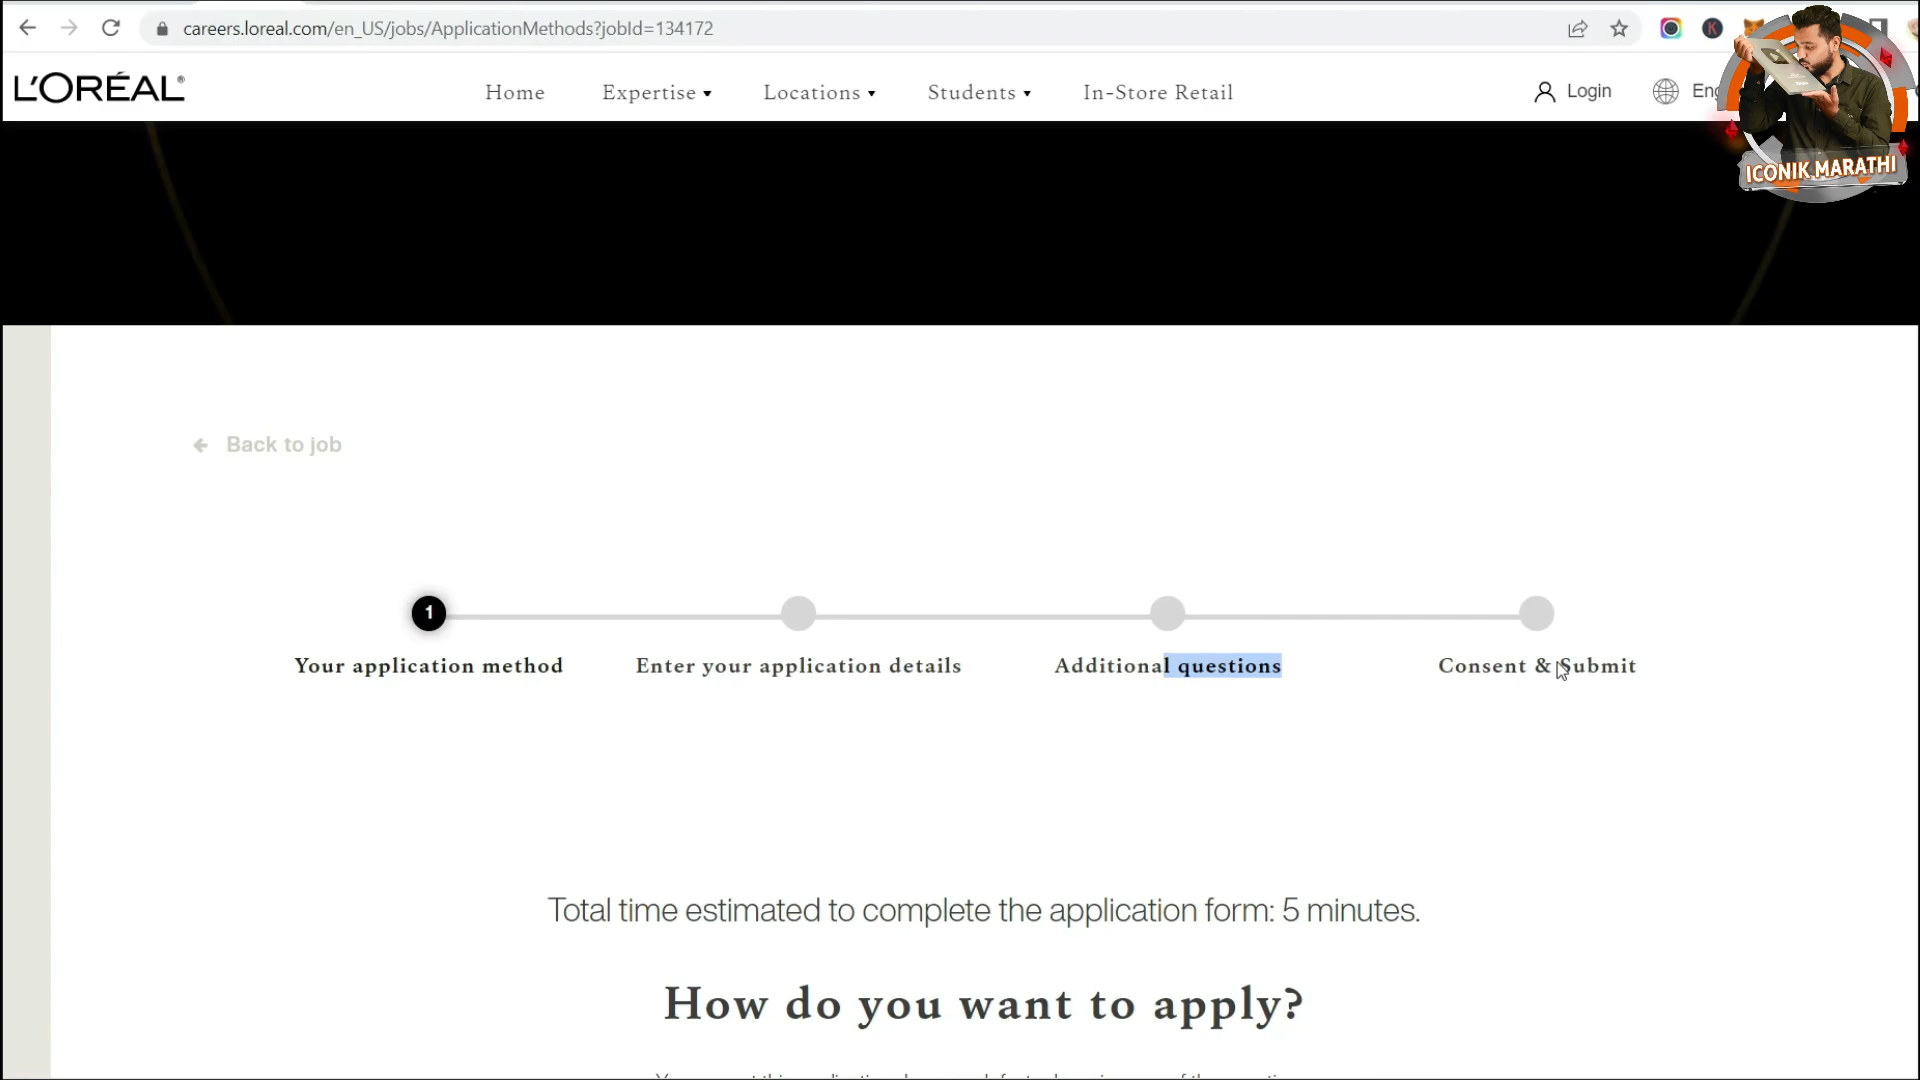 careers.loreal.com/en_US/jobs/ApplicationMethods?jobId=134172
L'ORÉAL®
Home
Expertise
Locations
Students
In-Store Retail
Login
ICONIK MARATHI
Back to job
1
Your application method
Enter your application details
Additional questions
Consent & Submit
Total time estimated to complete the application form: 5 minutes.
How do you want to apply?